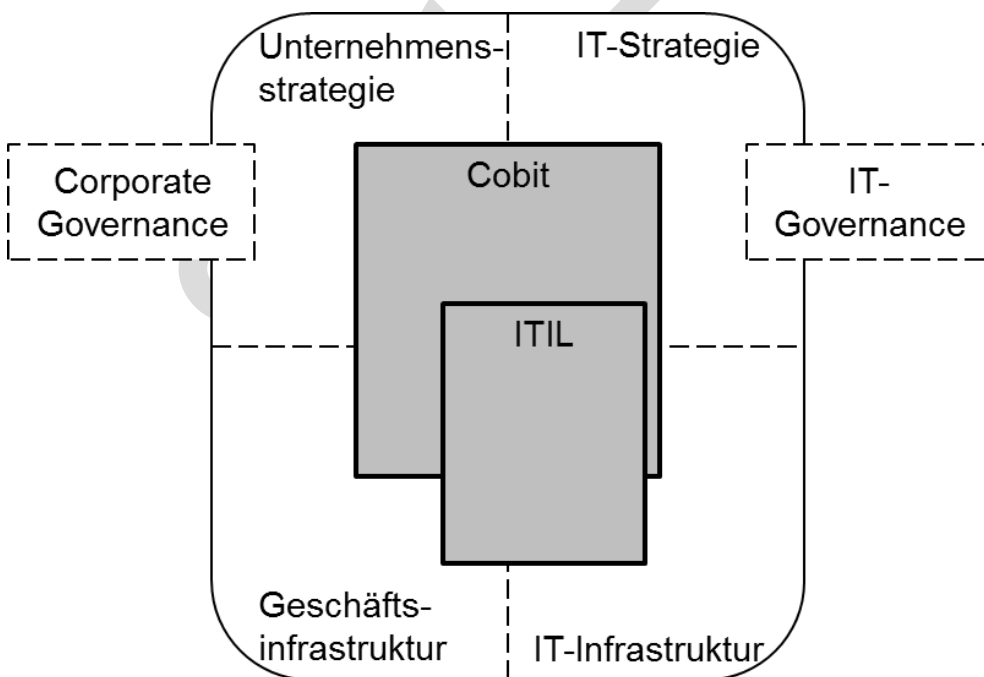 Unternehmens-
strategie
IT-Strategie
Corporate
Governance
Cobit
IT-
Governance
ITIL
Geschäfts-
infrastruktur
IT-Infrastruktur